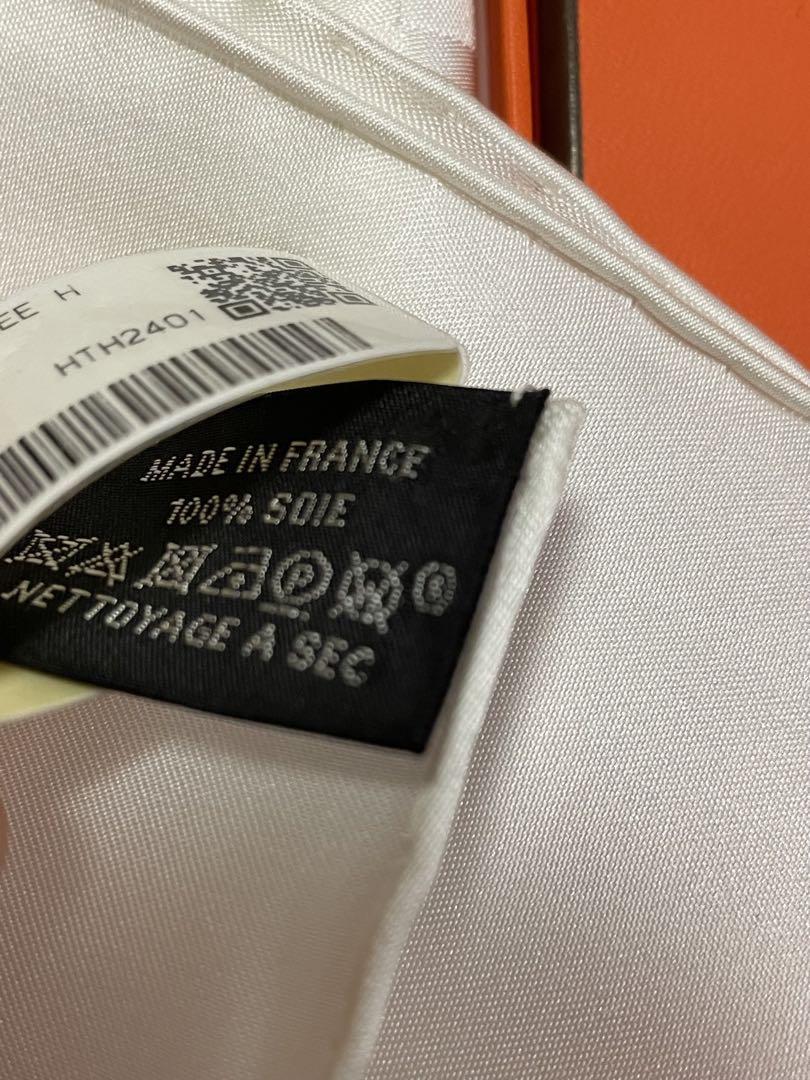 EE H
HTH2401
MADE IN FRANCE
100% SOIE
NETTOYAGE A SEC